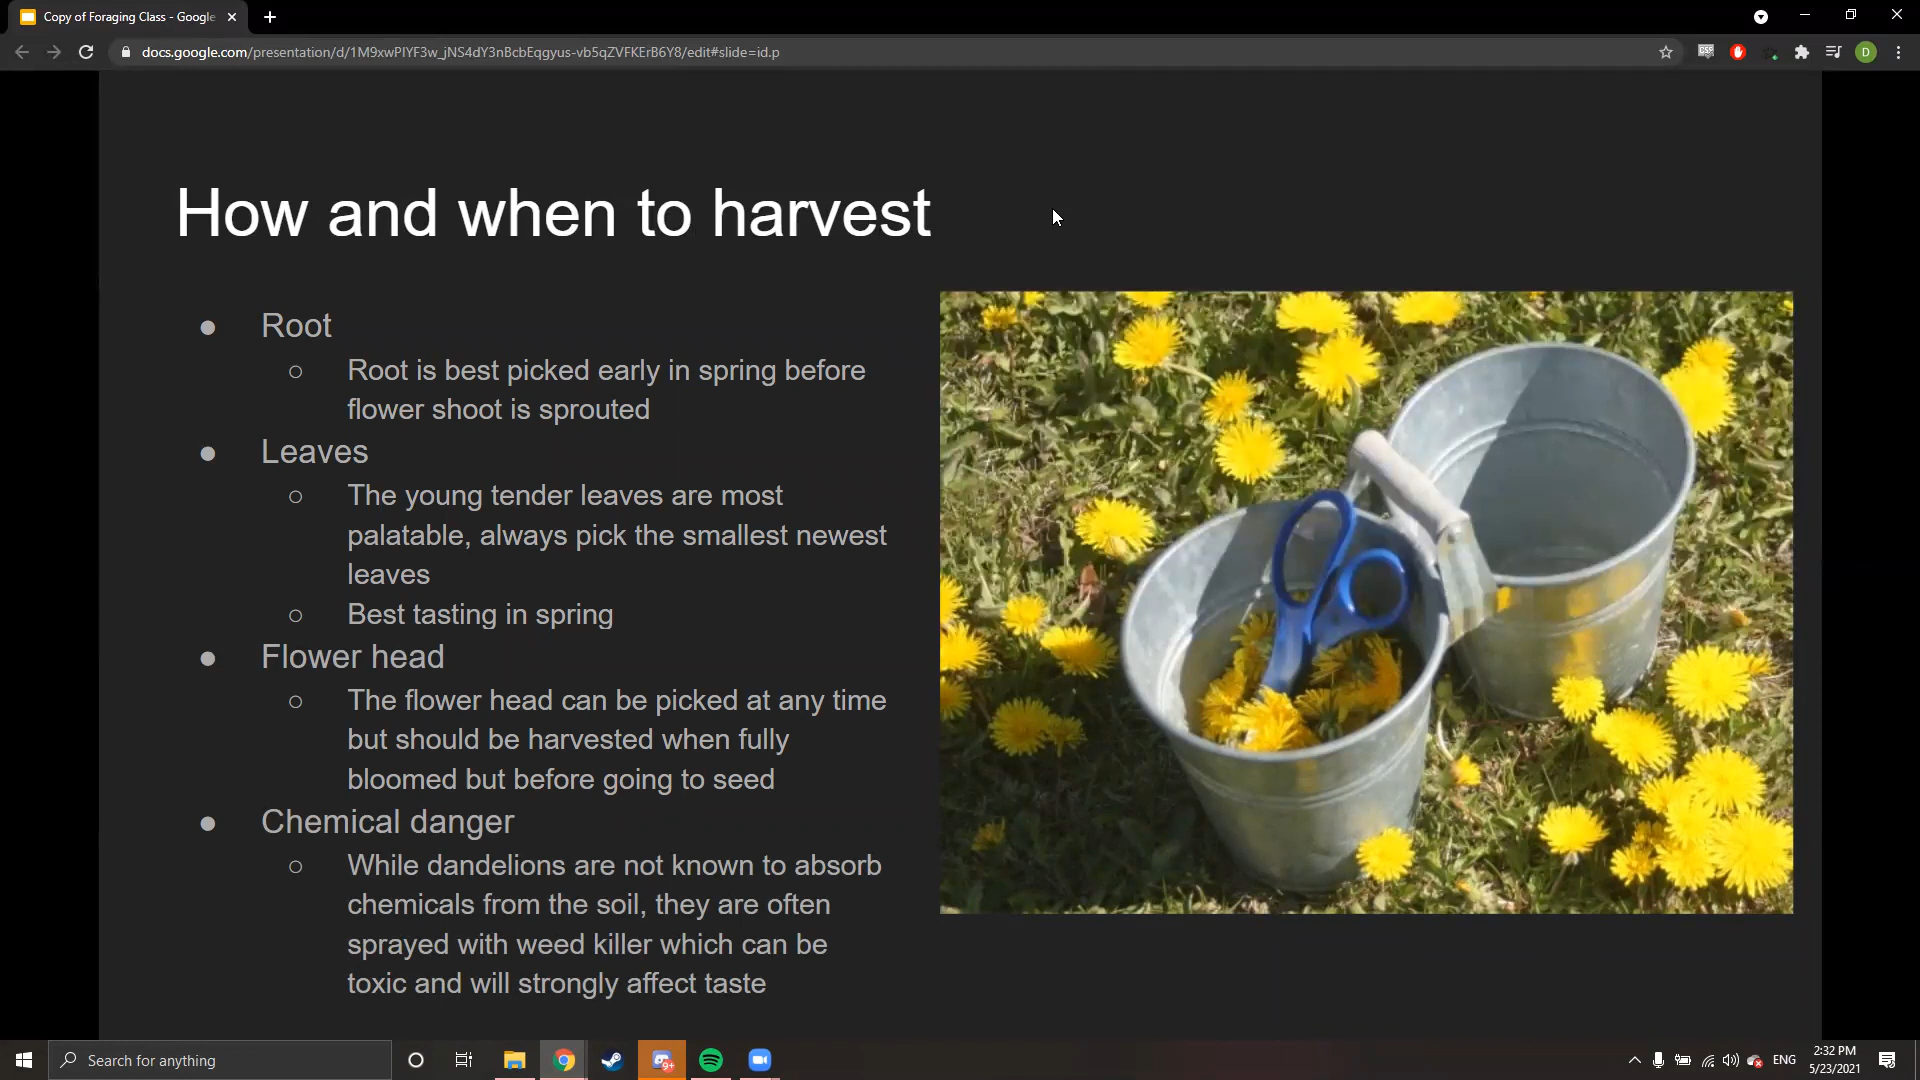 Copy of Foraging Class - Google
docs.google.com/presentation/d/1M9xwPIYF3w_jNS4dY3nBcbEqgyus-vb5qZVFKErB6Y8/edit#slide=id.p
D
How and when to harvest
● Root
○ Root is best picked early in spring before
flower shoot is sprouted
● Leaves
○ The young tender leaves are most
palatable, always pick the smallest newest
leaves
○ Best tasting in spring
● Flower head
○ The flower head can be picked at any time
but should be harvested when fully
bloomed but before going to seed
● Chemical danger
○ While dandelions are not known to absorb
chemicals from the soil, they are often
sprayed with weed killer which can be
toxic and will strongly affect taste
Search for anything
9+
ENG
2:32 PM
5/23/2021